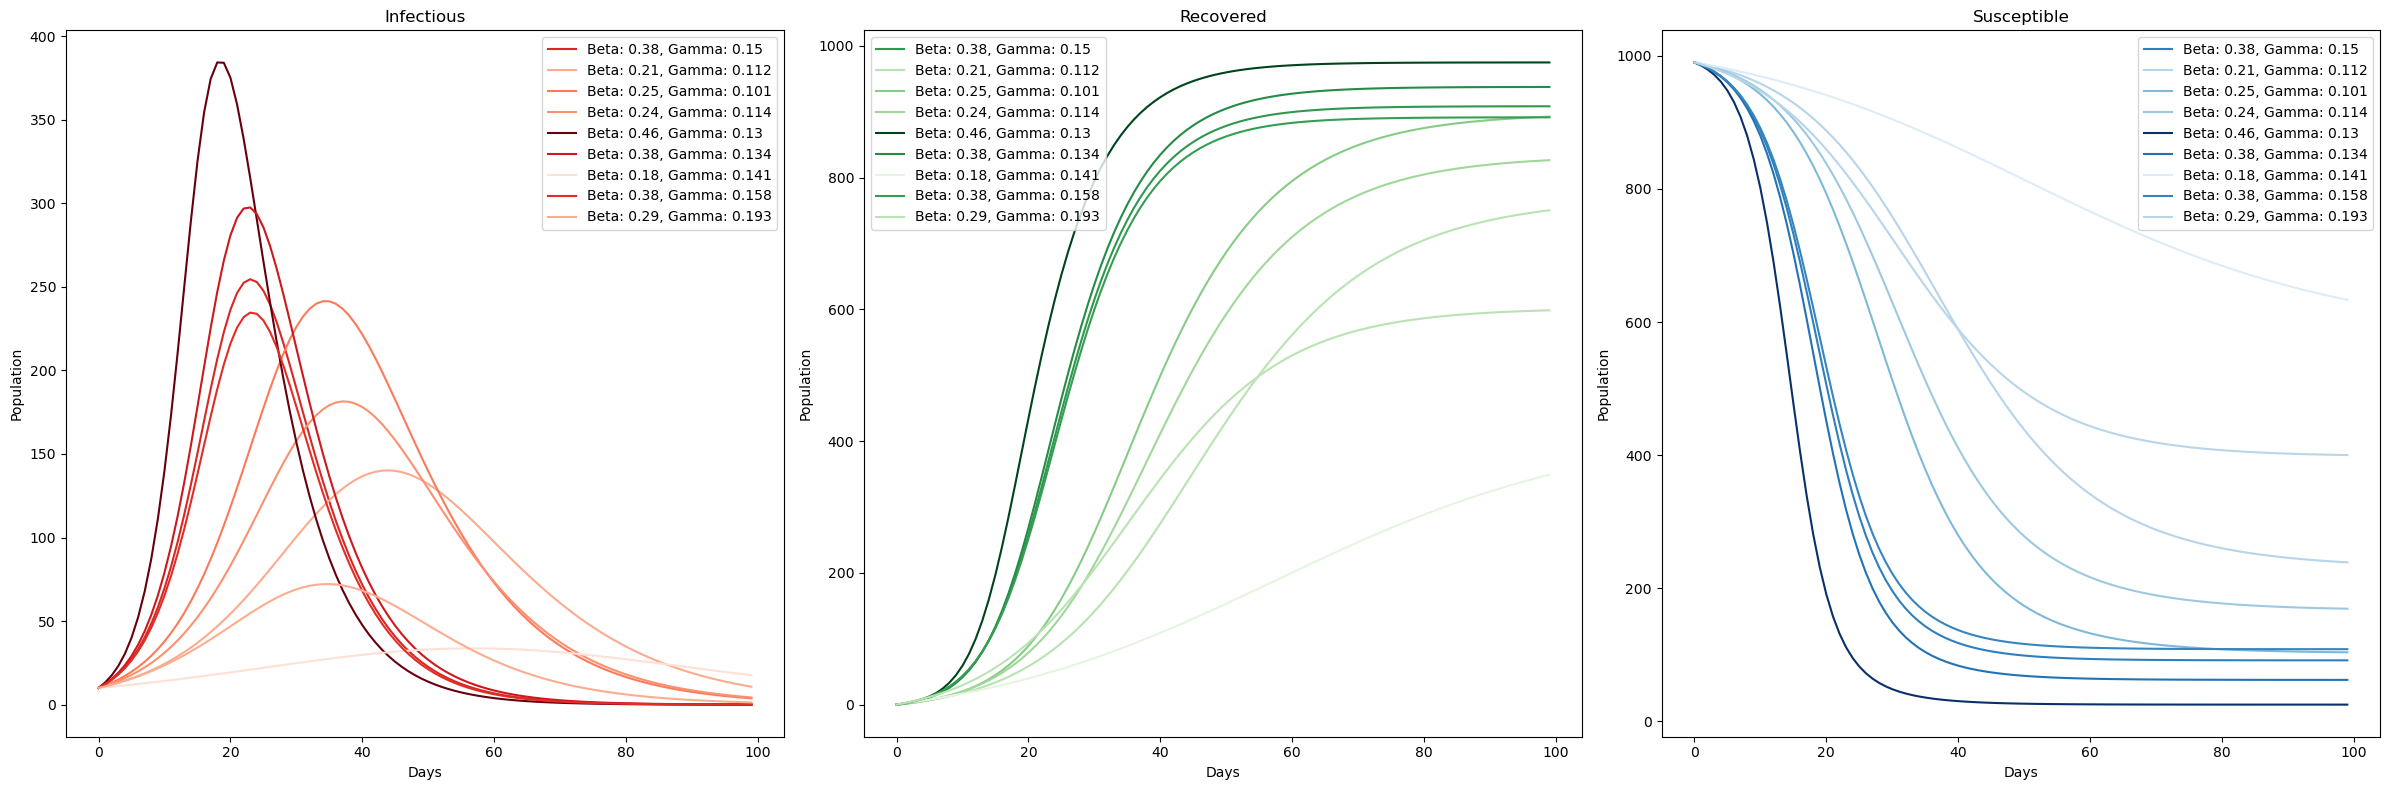 Infectious
400
350
300
250
200
150
100
50
0
Population
0 20 40 60 80 100
Days
Beta: 0.38, Gamma: 0.15
Beta: 0.21, Gamma: 0.112
Beta: 0.25, Gamma: 0.101
Beta: 0.24, Gamma: 0.114
Beta: 0.46, Gamma: 0.13
Beta: 0.38, Gamma: 0.134
Beta: 0.18, Gamma: 0.141
Beta: 0.38, Gamma: 0.158
Beta: 0.29, Gamma: 0.193
Recovered
1000
800
600
400
200
0
Population
0 20 40 60 80 100
Days
Beta: 0.38, Gamma: 0.15
Beta: 0.21, Gamma: 0.112
Beta: 0.25, Gamma: 0.101
Beta: 0.24, Gamma: 0.114
Beta: 0.46, Gamma: 0.13
Beta: 0.38, Gamma: 0.134
Beta: 0.18, Gamma: 0.141
Beta: 0.38, Gamma: 0.158
Beta: 0.29, Gamma: 0.193
Susceptible
1000
800
600
400
200
0
Population
0 20 40 60 80 100
Days
Beta: 0.38, Gamma: 0.15
Beta: 0.21, Gamma: 0.112
Beta: 0.25, Gamma: 0.101
Beta: 0.24, Gamma: 0.114
Beta: 0.46, Gamma: 0.13
Beta: 0.38, Gamma: 0.134
Beta: 0.18, Gamma: 0.141
Beta: 0.38, Gamma: 0.158
Beta: 0.29, Gamma: 0.193